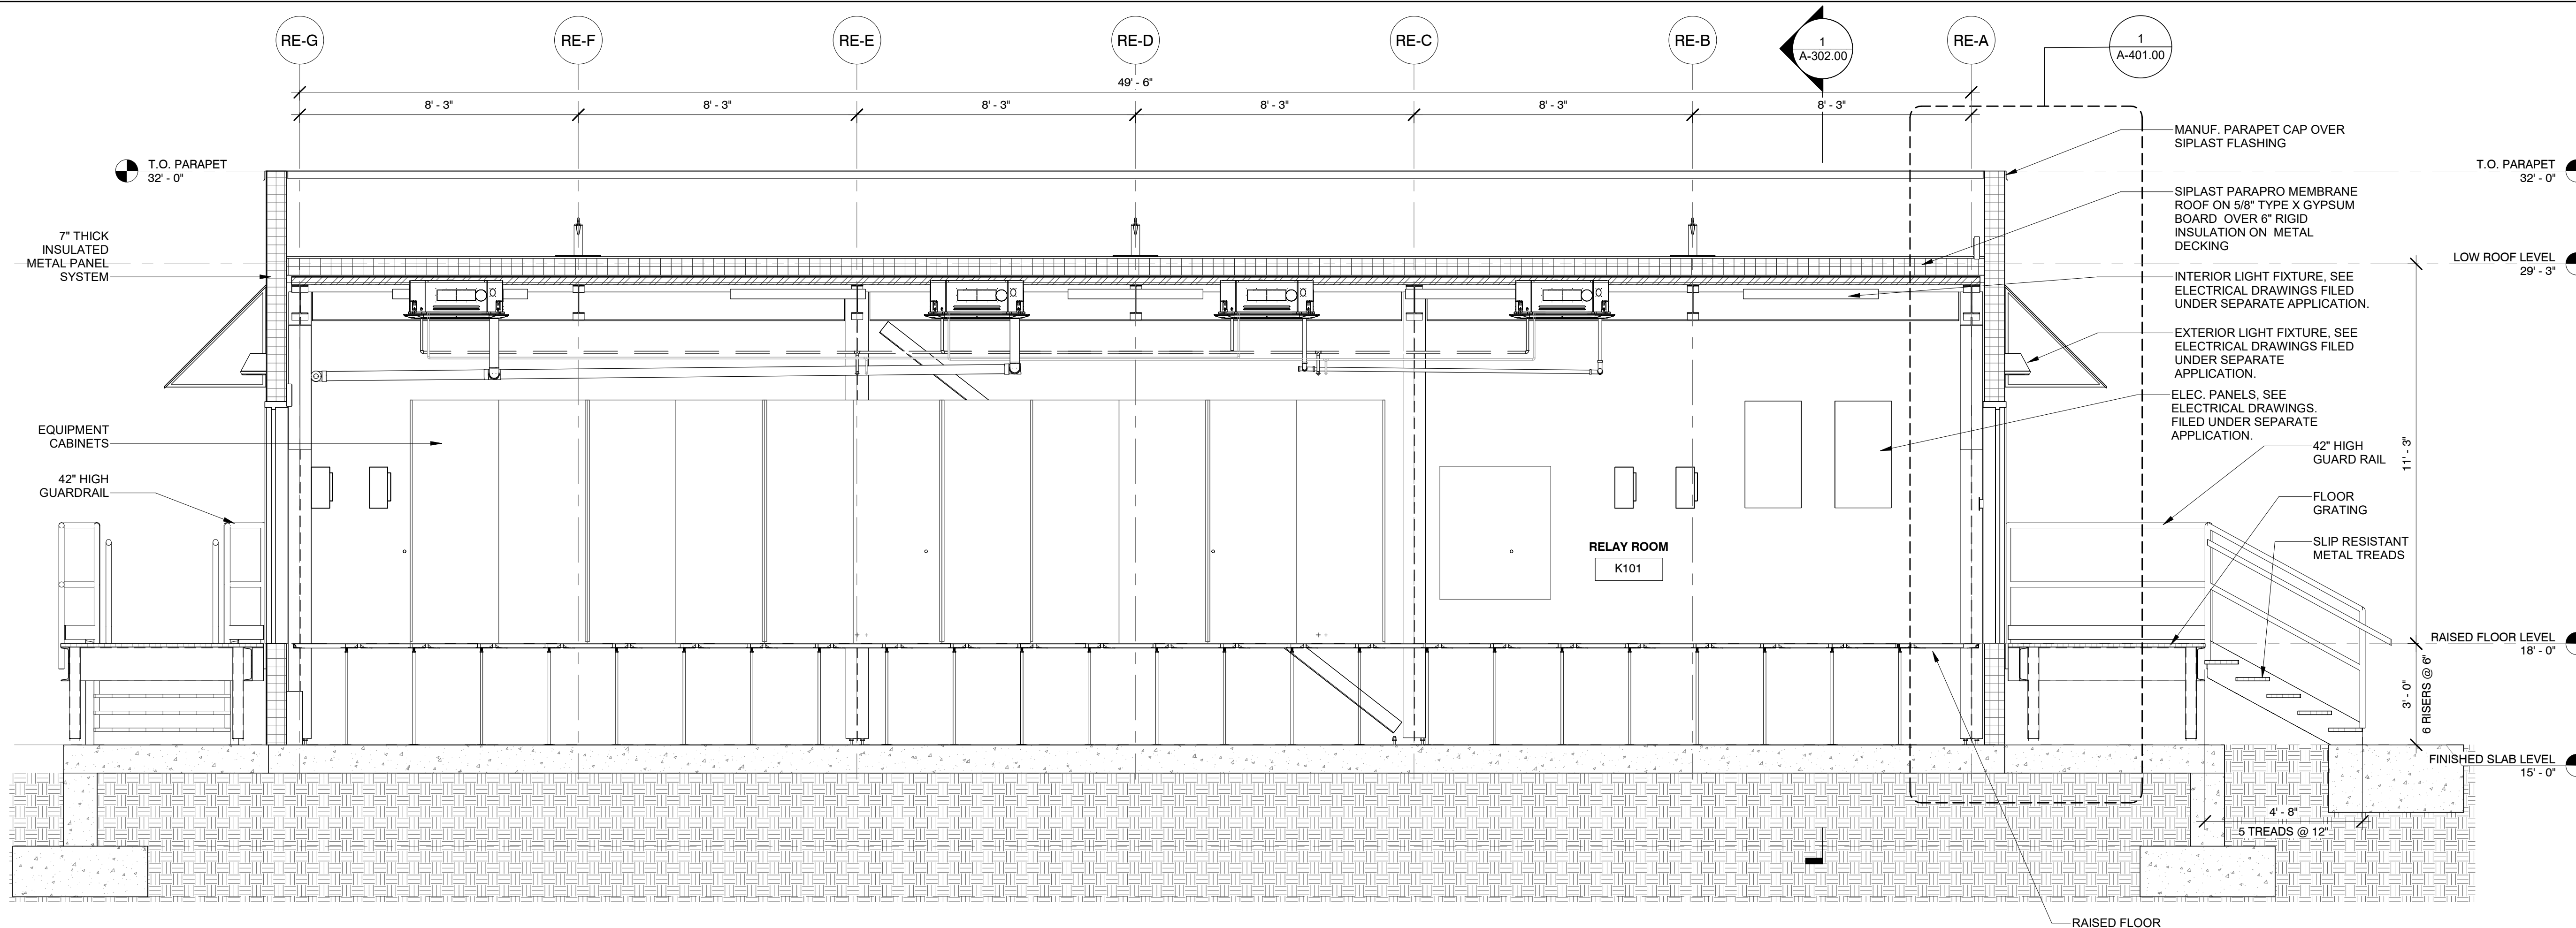 RE-G
RE-F
RE-E
RE-D
RE-C
RE-B
1
A-302.00
RE-A
1
A-401.00
49' - 6"
8' - 3"
8' - 3"
8' - 3"
8' - 3"
8' - 3"
8' - 3"
T.O. PARAPET
32' - 0"
7" THICK
INSULATED
METAL PANEL
SYSTEM
EQUIPMENT
CABINETS
42" HIGH
GUARDRAIL
RELAY ROOM
K101
MANUF. PARAPET CAP OVER
SIPLAST FLASHING
SIPLAST PARAPRO MEMBRANE
ROOF ON 5/8" TYPE X GYPSUM
BOARD OVER 6" RIGID
INSULATION ON METAL
DECKING
INTERIOR LIGHT FIXTURE, SEE
ELECTRICAL DRAWINGS FILED
UNDER SEPARATE APPLICATION.
EXTERIOR LIGHT FIXTURE, SEE
ELECTRICAL DRAWINGS FILED
UNDER SEPARATE
APPLICATION.
ELEC. PANELS, SEE
ELECTRICAL DRAWINGS.
FILED UNDER SEPARATE
APPLICATION.
42" HIGH
GUARD RAIL
FLOOR
GRATING
SLIP RESISTANT
METAL TREADS
T.O. PARAPET
32' - 0"
LOW ROOF LEVEL
29' - 3"
11' - 3"
RAISED FLOOR LEVEL
18' - 0"
3' - 0"
6 RISERS @ 6"
FINISHED SLAB LEVEL
15' - 0"
4' - 8"
5 TREADS @ 12"
RAISED FLOOR